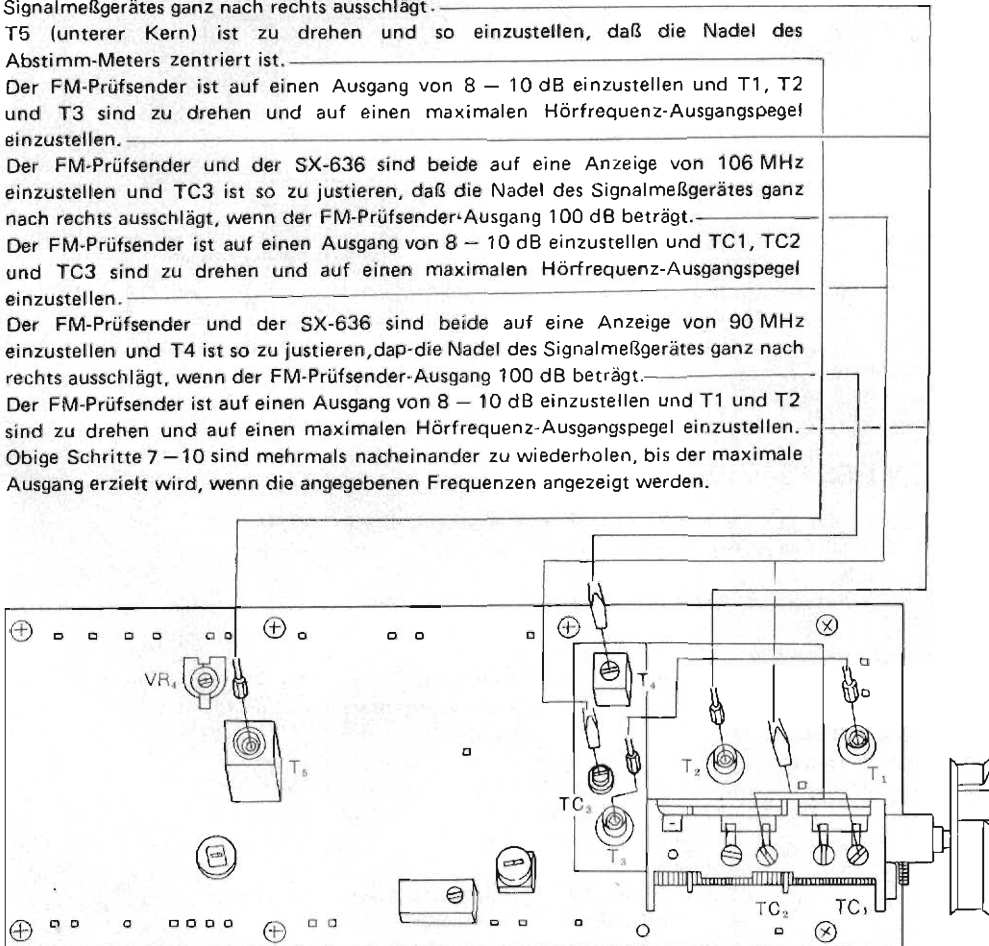 Signalmeßgerätes ganz nach rechts ausschlägt.
T5 (unterer Kern) ist zu drehen und so einzustellen, daß die Nadel des
Abstimm-Meters zentriert ist.
Der FM-Prüfsender ist auf einen Ausgang von 8 — 10 dB einzustellen und T1, T2
und T3 sind zu drehen und auf einen maximalen Hörfrequenz-Ausgangspegel
einzustellen.
Der FM-Prüfsender und der SX-636 sind beide auf eine Anzeige von 106 MHz
einzustellen und TC3 ist so zu justieren, daß die Nadel des Signalmeßgerätes ganz
nach rechts ausschlägt, wenn der FM-Prüfsender-Ausgang 100 dB beträgt.
Der FM-Prüfsender ist auf einen Ausgang von 8 — 10 dB einzustellen und TC1, TC2
und TC3 sind zu drehen und auf einen maximalen Hörfrequenz-Ausgangspegel
einzustellen.
Der FM-Prüfsender und der SX-636 sind beide auf eine Anzeige von 90 MHz
einzustellen und T4 ist so zu justieren,dap-die Nadel des Signalmeßgerätes ganz nach
rechts ausschlägt, wenn der FM-Prüfsender-Ausgang 100 dB beträgt.
Der FM-Prüfsender ist auf einen Ausgang von 8 — 10 dB einzustellen und T1 und T2
sind zu drehen und auf einen maximalen Hörfrequenz-Ausgangspegel einzustellen.
Obige Schritte 7 — 10 sind mehrmals nacheinander zu wiederholen, bis der maximale
Ausgang erzielt wird, wenn die angegebenen Frequenzen angezeigt werden.
VR4
T4
T5
T2
T1
TC3
T3
TC2
TC1